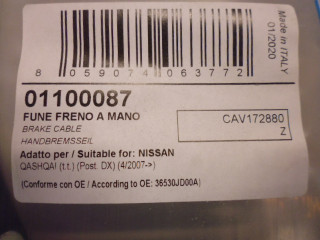 8 059074 063772
Made in ITALY
01/2020
01100087
FUNE FRENO A MANO
BRAKE CABLE
HANDBREMSSEIL
CAV172880
Z
Adatto per / Suitable for: NISSAN
QASHQAI (t.t.) (Post. DX) (4/2007->)
(Conforme con OE / According to OE: 36530JD00A)